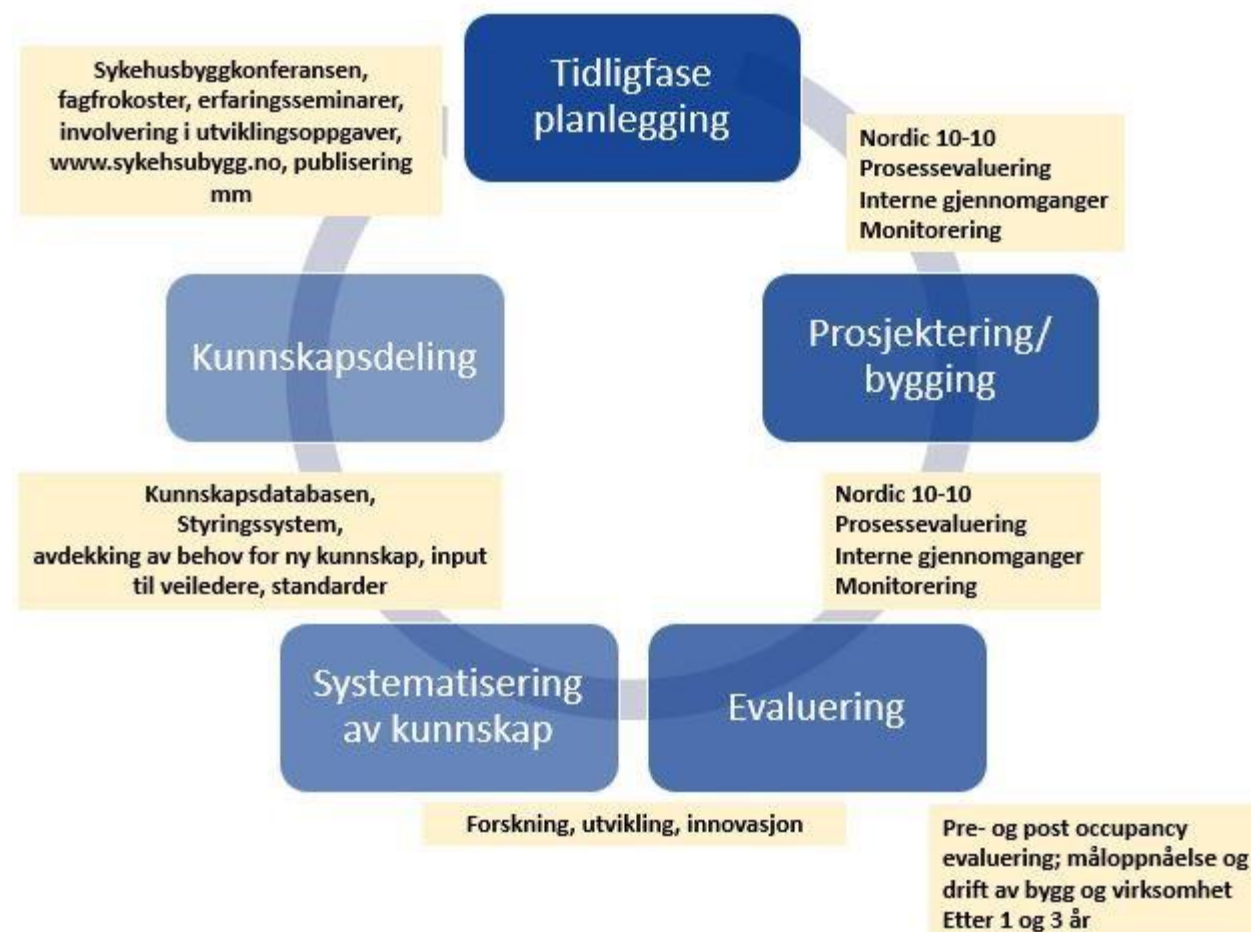 Tidligfase
planlegging
Sykehusbyggkonferansen,
fagfrokoster, erfaringsseminarer,
involvering i utviklingsoppgaver,
www.sykehsubygg.no, publisering
mm
Nordic 10-10
Prosessevaluering
Interne gjennomganger
Monitorering
Kunnskapsdeling
Prosjektering/
bygging
Kunnskapsdatabasen,
Styringssystem,
avdekking av behov for ny kunnskap, input
til veiledere, standarder
Nordic 10-10
Prosessevaluering
Interne gjennomganger
Monitorering
Systematisering
av kunnskap
Evaluering
Forskning, utvikling, innovasjon
Pre- og post occupancy
evaluering; måloppnåelse og
drift av bygg og virksomhet
Etter 1 og 3 år